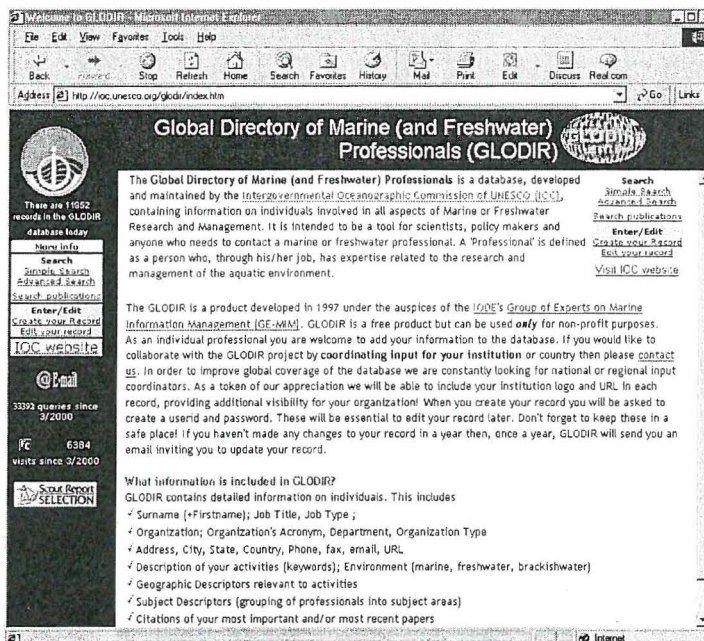 Welcome to GLODIR - Microsoft Internet Explorer
File Edit View Favorites Tools Help
Back Forward Stop Refresh Home Search Favorites History Mail Print Edit Discuss Real.com
Address http://ioc.unesco.org/glodir/index.htm Go Links
Global Directory of Marine (and Freshwater)
Professionals (GLODIR)
GLODIR
There are 11952
records in the GLODIR
database today
More info
Search
Simple Search
Advanced Search
Search publications
Enter/Edit
Create your Record
Edit your record
IOC website
E-mail
33393 queries since
3/2000
6384
visits since 3/2000
Scout Report
SELECTION
The Global Directory of Marine (and Freshwater) Professionals is a database, developed
and maintained by the Intergovernmental Oceanographic Commission of UNESCO (IOC),
containing information on individuals involved in all aspects of Marine or Freshwater
Research and Management. It is intended to be a tool for scientists, policy makers and
anyone who needs to contact a marine or freshwater professional. A 'Professional' is defined
as a person who, through his/her job, has expertise related to the research and
management of the aquatic environment.
Search
Simple Search
Advanced Search
Search publications
Enter/Edit
Create your Record
Edit your record
Visit IOC website
The GLODIR is a product developed in 1997 under the auspices of the IODE's Group of Experts on Marine
Information Management (GE-MIM). GLODIR is a free product but can be used only for non-profit purposes.
As an individual professional you are welcome to add your information to the database. If you would like to
collaborate with the GLODIR project by coordinating input for your institution or country then please contact
us. In order to improve global coverage of the database we are constantly looking for national or regional input
coordinators. As a token of our appreciation we will be able to include your institution logo and URL in each
record, providing additional visibility for your organization! When you create your record you will be asked to
create a userid and password. These will be essential to edit your record later. Don't forget to keep these in a
safe place! If you haven't made any changes to your record in a year then, once a year, GLODIR will send you an
email inviting you to update your record.
What information is included in GLODIR?
GLODIR contains detailed information on individuals. This includes
√ Surname (+Firstname); Job Title, Job Type ;
√ Organization; Organization's Acronym, Department, Organization Type
√ Address, City, State, Country, Phone, fax, email, URL
√ Description of your activities (keywords); Environment (marine, freshwater, brackishwater)
√ Geographic Descriptors relevant to activities
√ Subject Descriptors (grouping of professionals into subject areas)
√ Citations of your most important and/or most recent papers
Internet